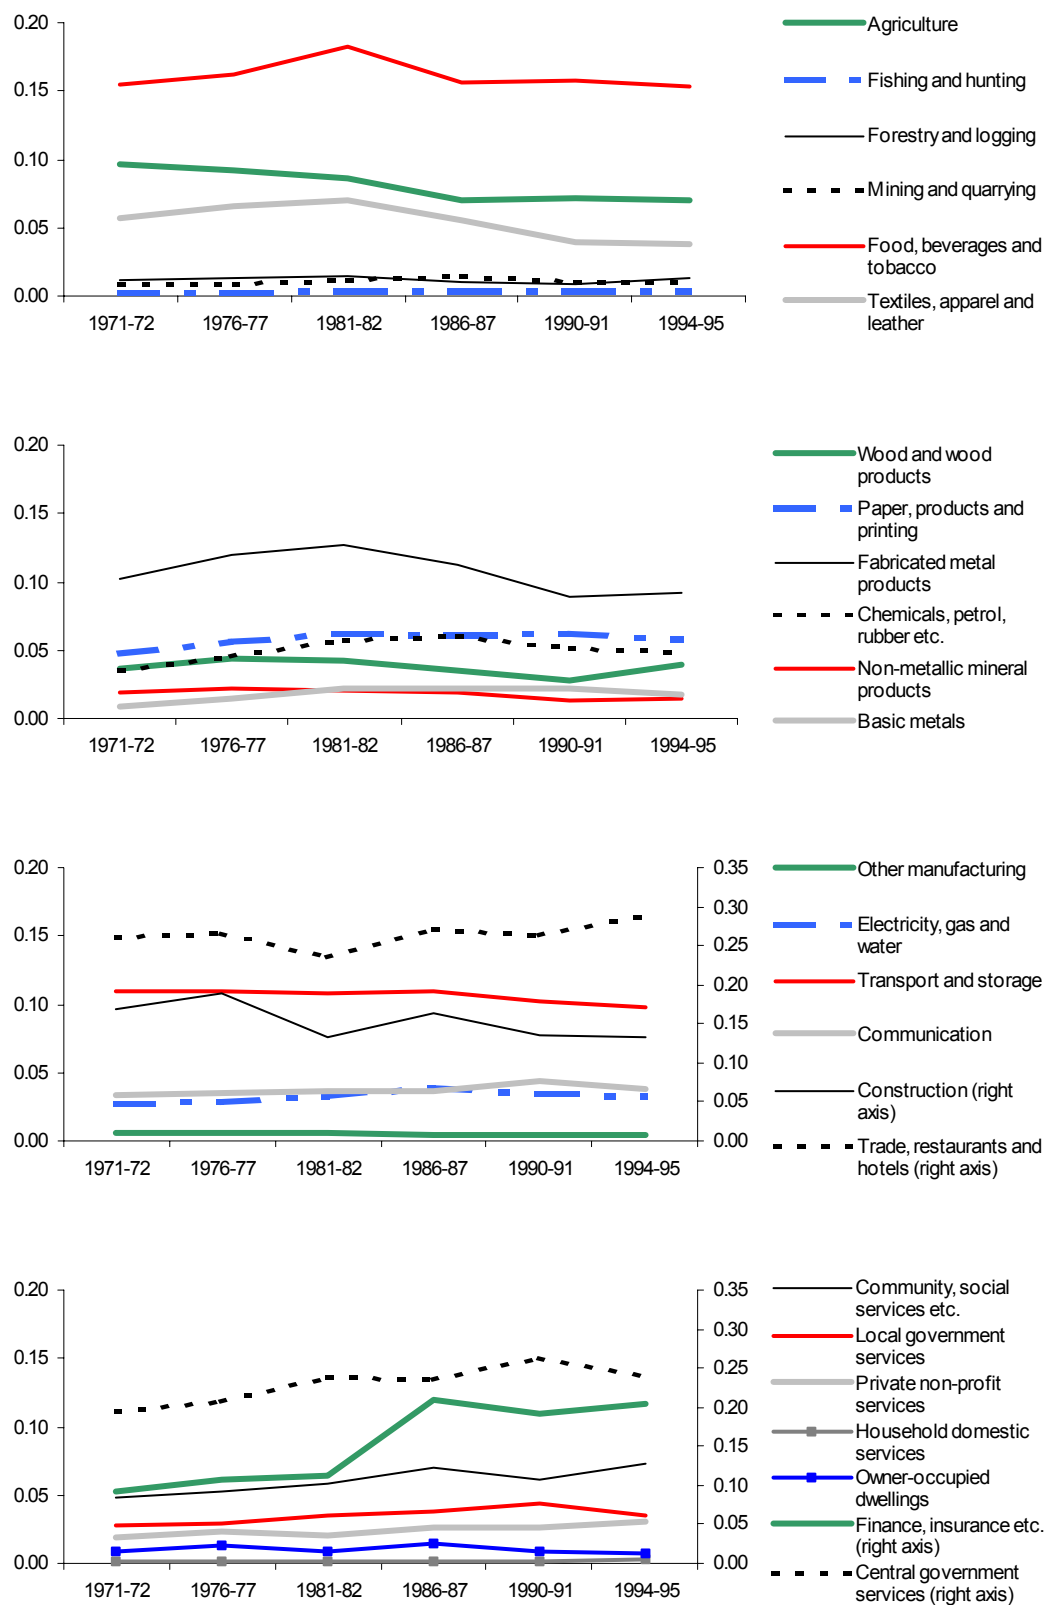 0.20
0.15
0.10
0.05
0.00
1971-72 1976-77 1981-82 1986-87 1990-91 1994-95
Agriculture
Fishing and hunting
Forestry and logging
Mining and quarrying
Food, beverages and
tobacco
Textiles, apparel and
leather
0.20
0.15
0.10
0.05
0.00
1971-72 1976-77 1981-82 1986-87 1990-91 1994-95
Wood and wood
products
Paper, products and
printing
Fabricated metal
products
Chemicals, petrol,
rubber etc.
Non-metallic mineral
products
Basic metals
0.20
0.15
0.10
0.05
0.00
1971-72 1976-77 1981-82 1986-87 1990-91 1994-95
0.35
0.30
0.25
0.20
0.15
0.10
0.05
0.00
Other manufacturing
Electricity, gas and
water
Transport and storage
Communication
Construction (right
axis)
Trade, restaurants and
hotels (right axis)
0.20
0.15
0.10
0.05
0.00
1971-72 1976-77 1981-82 1986-87 1990-91 1994-95
0.35
0.30
0.25
0.20
0.15
0.10
0.05
0.00
Community, social
services etc.
Local government
services
Private non-profit
services
Household domestic
services
Owner-occupied
dwellings
Finance, insurance etc.
(right axis)
Central government
services (right axis)